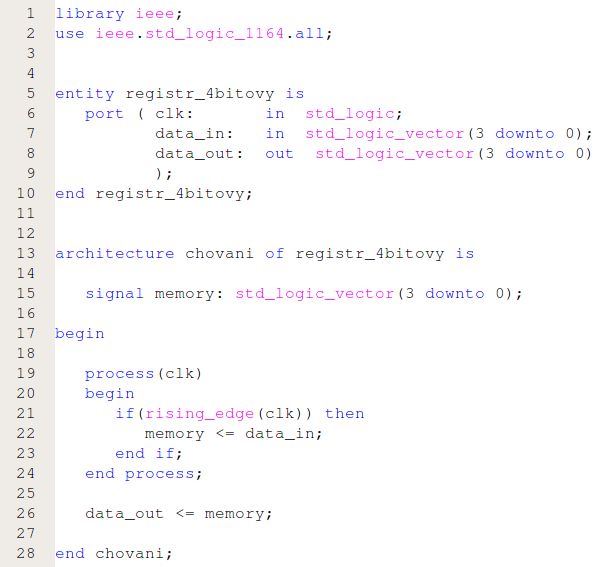 1 library ieee;
2 use ieee.std_logic_1164.all;
3
4
5 entity registr_4bitovy is
6 port ( clk: in std_logic;
7 data_in: in std_logic_vector(3 downto 0);
8 data_out: out std_logic_vector(3 downto 0)
9 );
10 end registr_4bitovy;
11
12
13 architecture chovani of registr_4bitovy is
14
15 signal memory: std_logic_vector(3 downto 0);
16
17 begin
18
19 process(clk)
20 begin
21 if(rising_edge(clk)) then
22 memory <= data_in;
23 end if;
24 end process;
25
26 data_out <= memory;
27
28 end chovani;